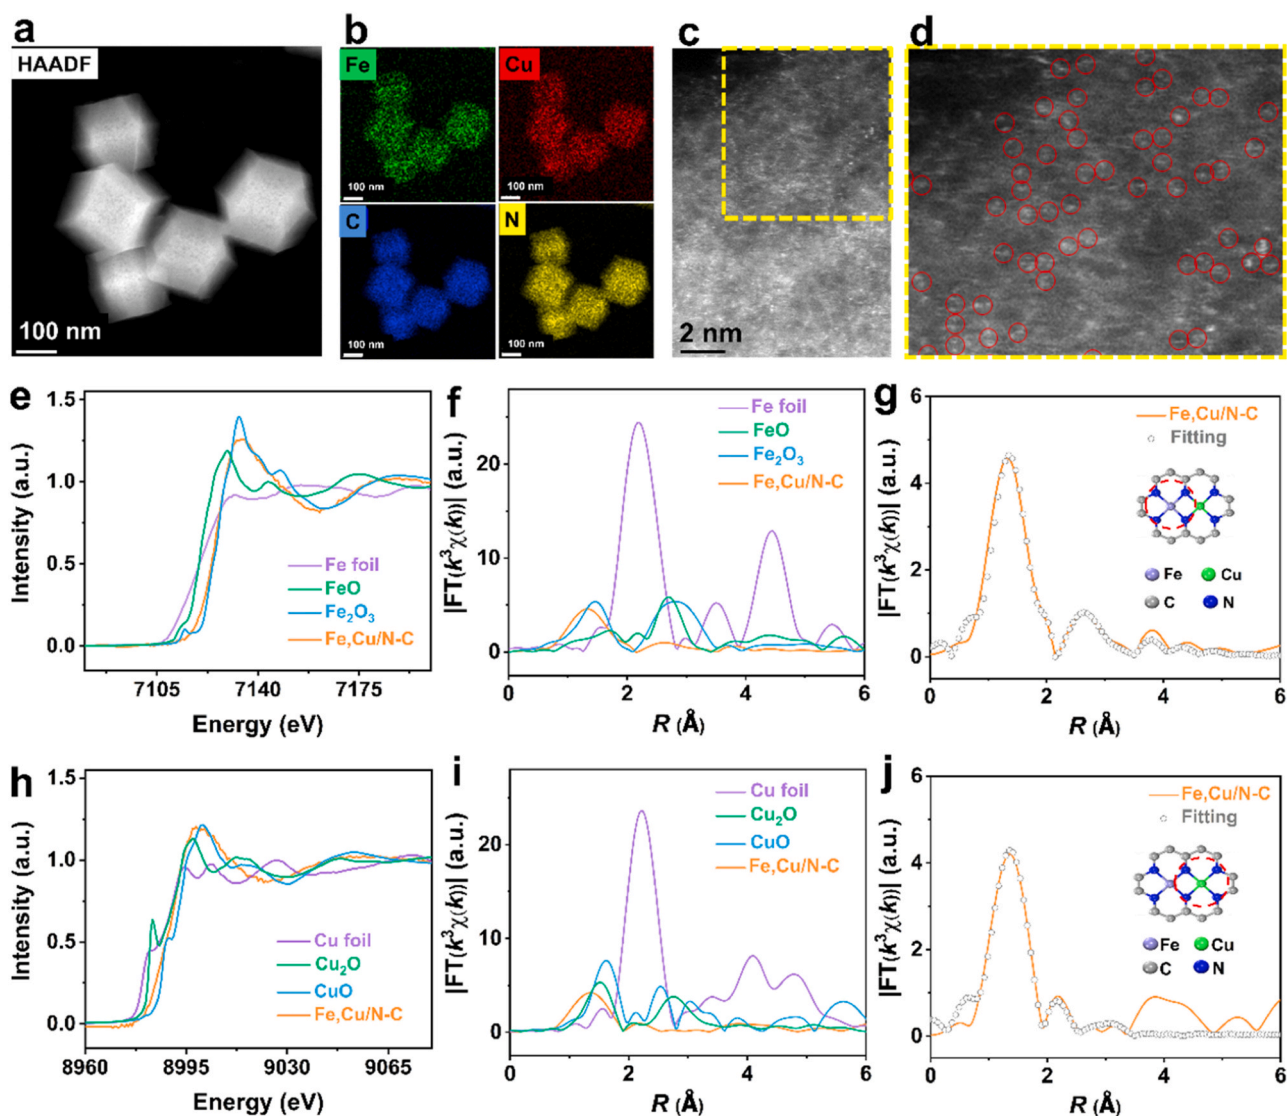 a
HAADF
100 nm
b
Fe
100 nm
Cu
100 nm
C
100 nm
N
100 nm
c
2 nm
d
e
Intensity (a.u.)
1.5
1.0
0.5
0.0
Fe foil
FeO
Fe₂O₃
Fe,Cu/N-C
7105 7140 7175
Energy (eV)
f
|FT(k³χ(k))| (a.u.)
20
10
0
Fe foil
FeO
Fe₂O₃
Fe,Cu/N-C
0 2 4 6
R (Å)
g
|FT(k³χ(k))| (a.u.)
6
4
2
0
Fe,Cu/N-C
Fitting
Fe Cu
C N
0 2 4 6
R (Å)
h
Intensity (a.u.)
1.5
1.0
0.5
0.0
Cu foil
Cu₂O
CuO
Fe,Cu/N-C
8960 8995 9030 9065
Energy (eV)
i
|FT(k³χ(k))| (a.u.)
20
10
0
Cu foil
Cu₂O
CuO
Fe,Cu/N-C
0 2 4 6
R (Å)
j
|FT(k³χ(k))| (a.u.)
6
4
2
0
Fe,Cu/N-C
Fitting
Fe Cu
C N
0 2 4 6
R (Å)